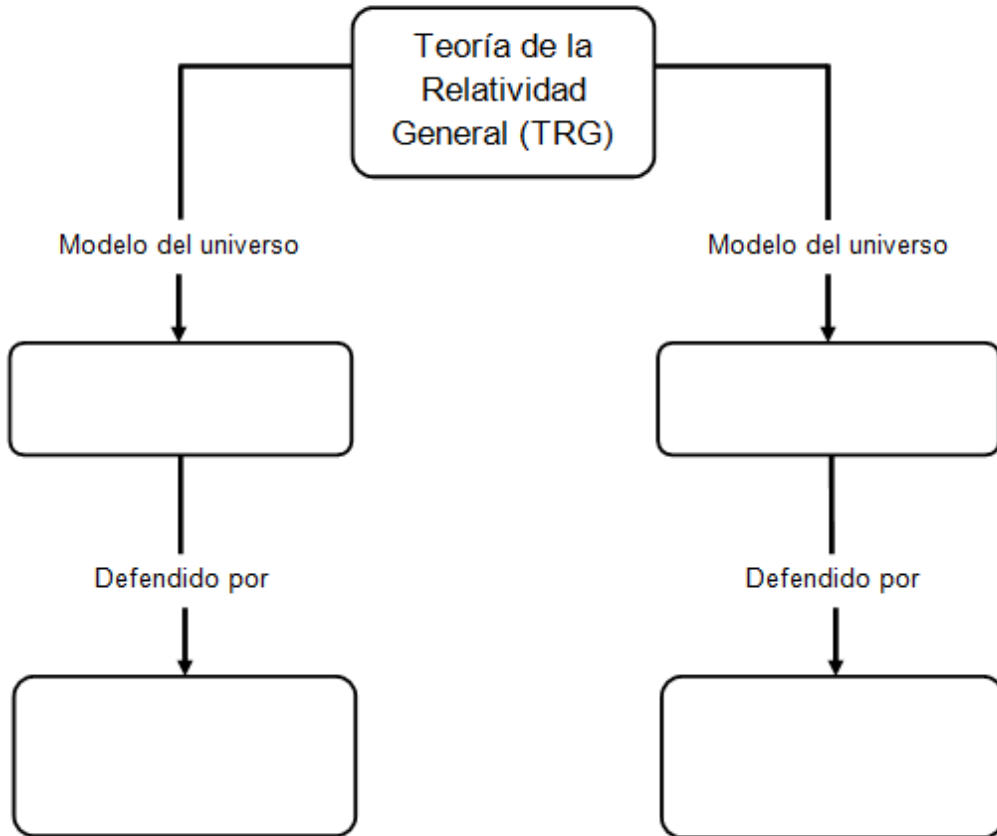 Teoría de la
Relatividad
General (TRG)
Modelo del universo
Modelo del universo
Defendido por
Defendido por